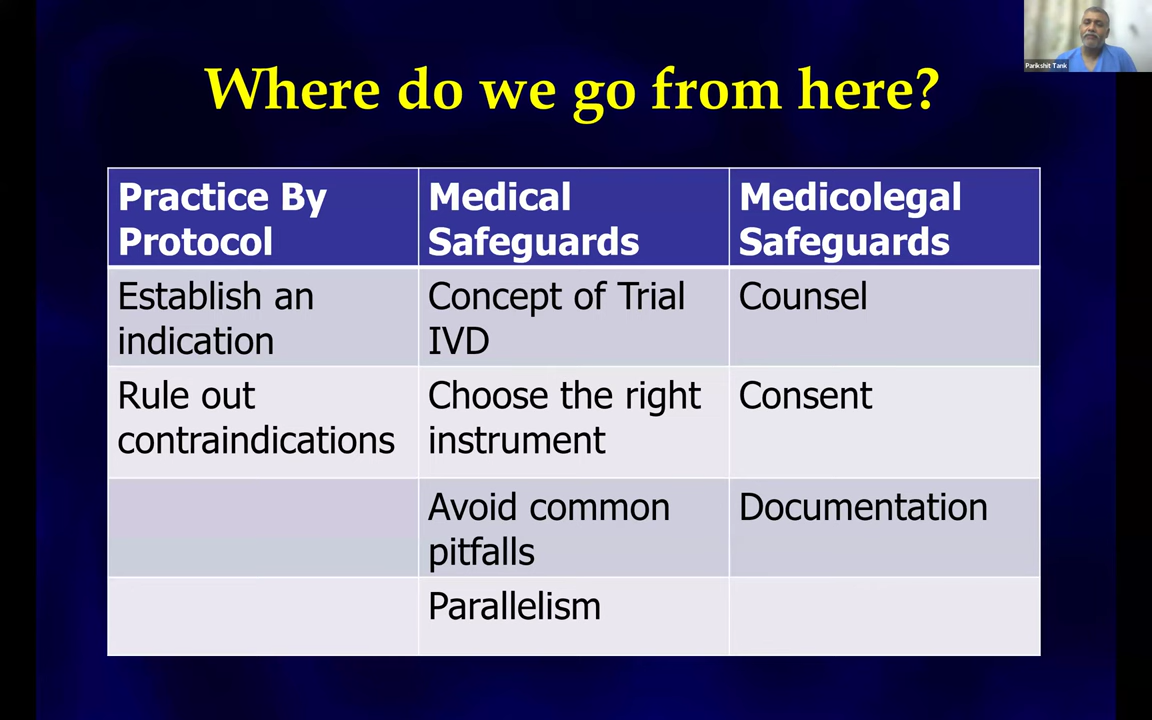 Parikshit Tank
Where do we go from here?
Practice By
Protocol
Medical
Safeguards
Medicolegal
Safeguards
Establish an
indication
Concept of Trial
IVD
Counsel
Rule out
contraindications
Choose the right
instrument
Consent
Avoid common
pitfalls
Documentation
Parallelism